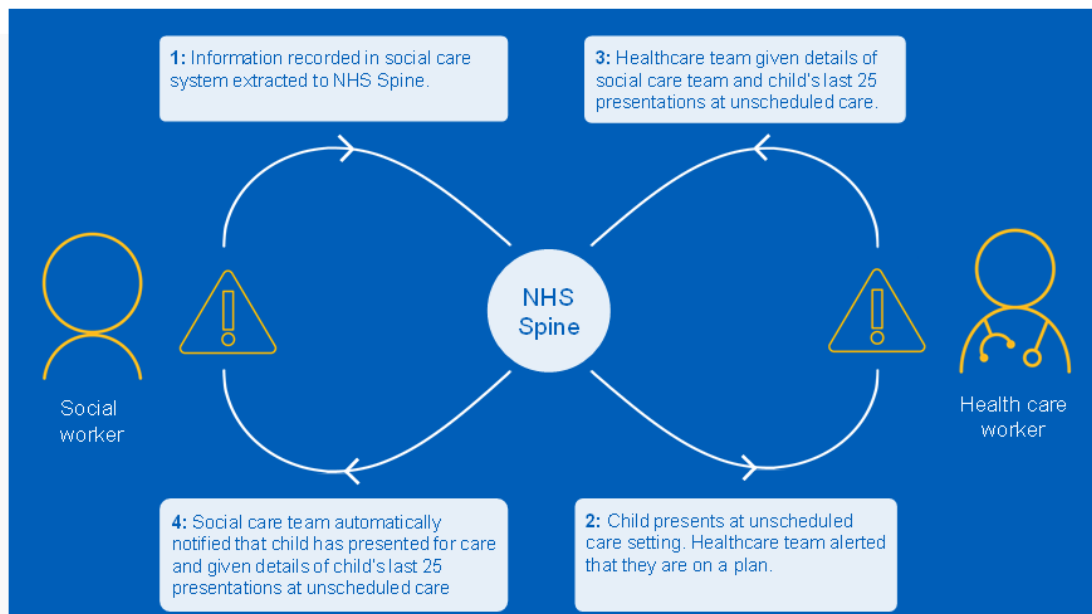 1: Information recorded in social care
system extracted to NHS Spine.
3: Healthcare team given details of
social care team and child's last 25
presentations at unscheduled care.
NHS
Spine
Social
worker
Health care
worker
4: Social care team automatically
notified that child has presented for care
and given details of child's last 25
presentations at unscheduled care
2: Child presents at unscheduled
care setting. Healthcare team alerted
that they are on a plan.